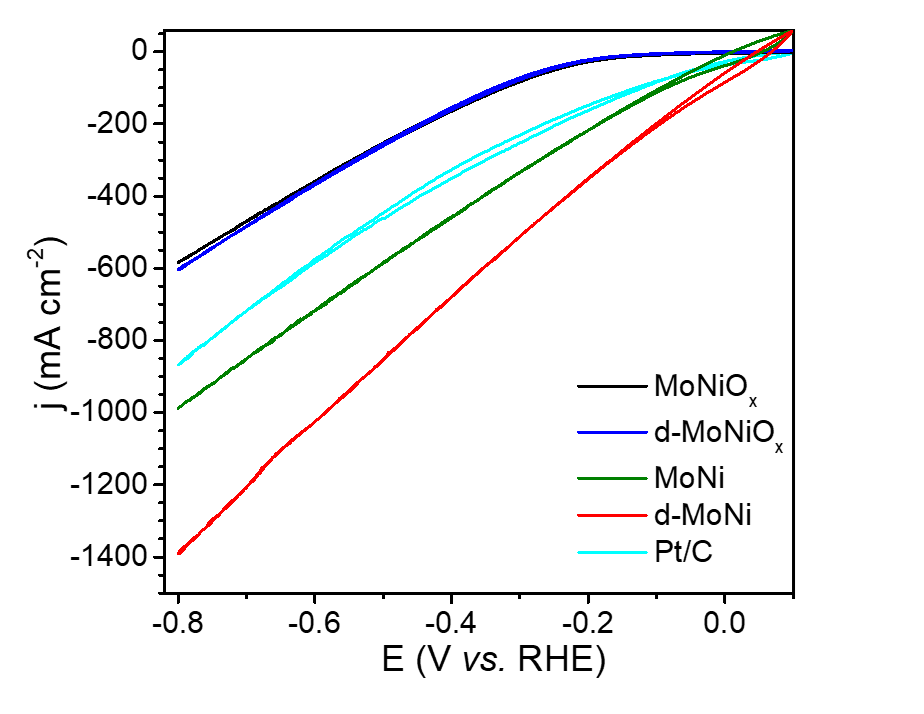 0
-200
-400
-600
-800
-1000
-1200
-1400
j (mA cm⁻²)
MoNiOₓ
d-MoNiOₓ
MoNi
d-MoNi
Pt/C
-0.8 -0.6 -0.4 -0.2 0.0
E (V vs. RHE)